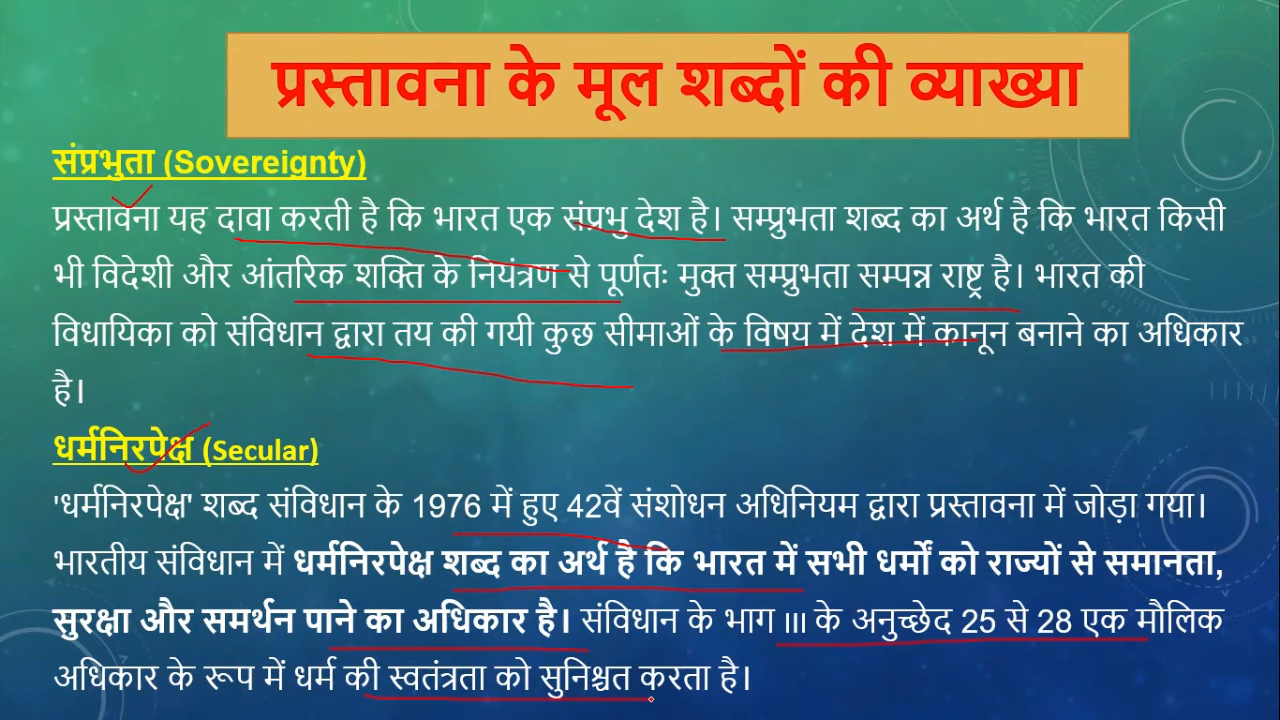 प्रस्तावना के मूल शब्दों की व्याख्या
संप्रभुता (Sovereignty)
प्रस्तावना यह दावा करती है कि भारत एक संप्रभु देश है। सम्प्रुभता शब्द का अर्थ है कि भारत किसी
भी विदेशी और आंतरिक शक्ति के नियंत्रण से पूर्णतः मुक्त सम्प्रुभता सम्पन्न राष्ट्र है। भारत की
विधायिका को संविधान द्वारा तय की गयी कुछ सीमाओं के विषय में देश में कानून बनाने का अधिकार
है।
धर्मनिरपेक्ष (Secular)
'धर्मनिरपेक्ष' शब्द संविधान के 1976 में हुए 42वें संशोधन अधिनियम द्वारा प्रस्तावना में जोड़ा गया।
भारतीय संविधान में धर्मनिरपेक्ष शब्द का अर्थ है कि भारत में सभी धर्मों को राज्यों से समानता,
सुरक्षा और समर्थन पाने का अधिकार है। संविधान के भाग III के अनुच्छेद 25 से 28 एक मौलिक
अधिकार के रूप में धर्म की स्वतंत्रता को सुनिश्चत करता है।